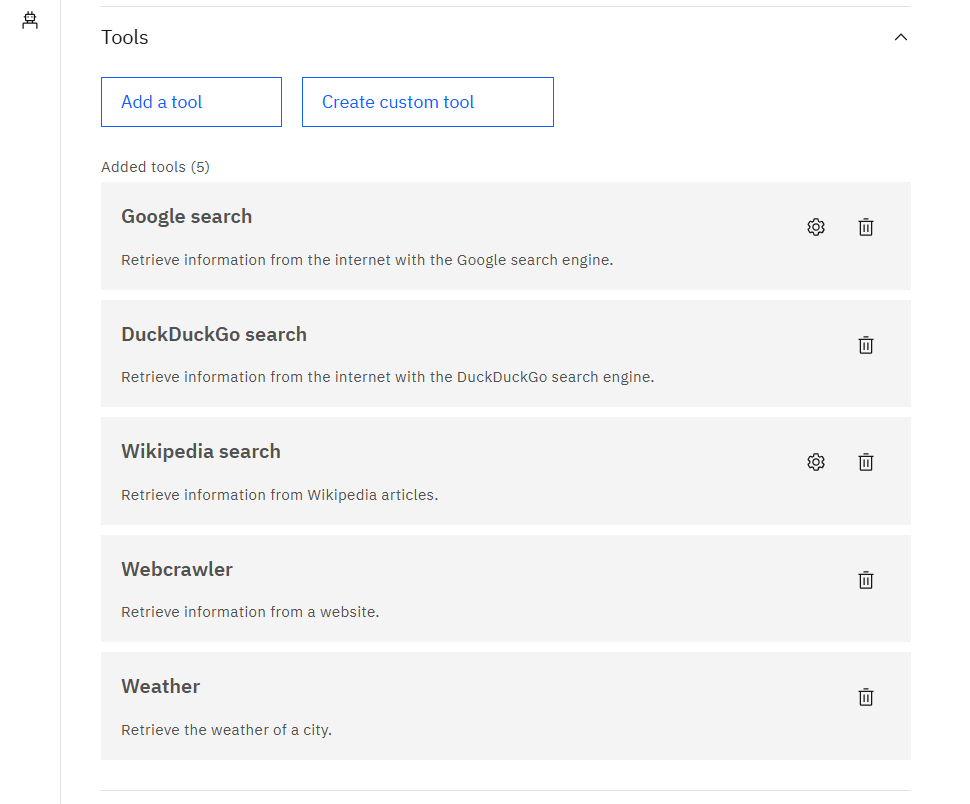 Tools
Add a tool
Create custom tool
Added tools (5)
Google search
Retrieve information from the internet with the Google search engine.
DuckDuckGo search
Retrieve information from the internet with the DuckDuckGo search engine.
Wikipedia search
Retrieve information from Wikipedia articles.
Webcrawler
Retrieve information from a website.
Weather
Retrieve the weather of a city.